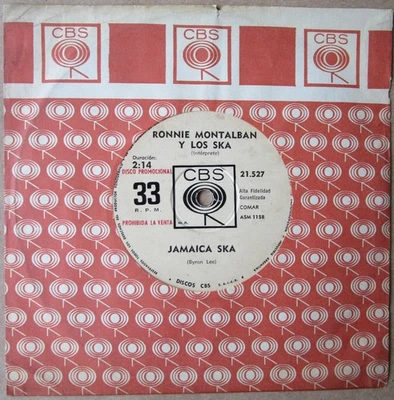 CBS
CBS
CBS
RONNIE MONTALBAN
Y LOS SKA
(Intérprete)
Duración:
2:14
DISCO PROMOCIONAL
33
R.P.M.
PROHIBIDA LA VENTA
CBS
21.527
Alta Fidelidad
Garantizada
COMAR
ASM 1158
JAMAICA SKA
(Byron Lee)
DISCOS CBS